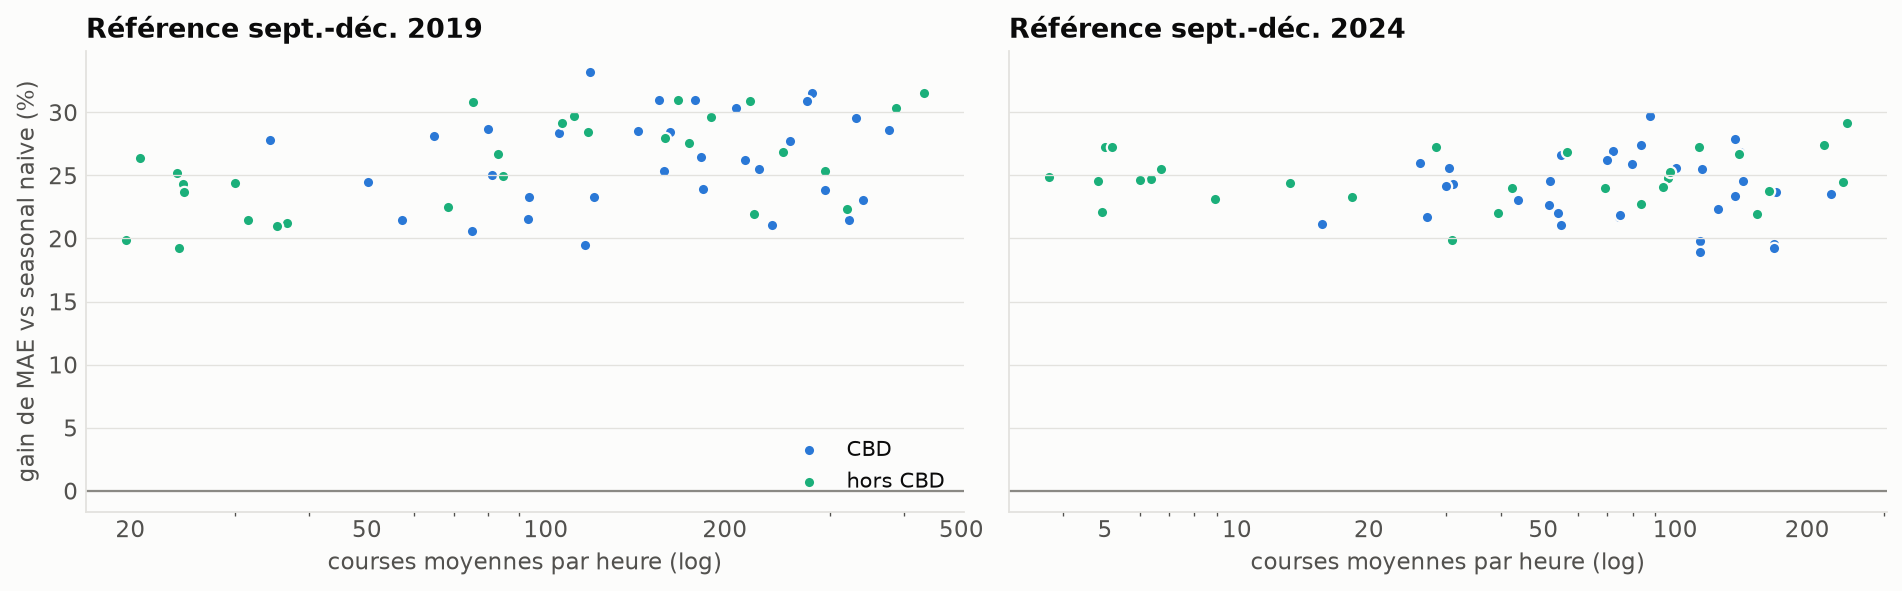 Référence sept.-déc. 2019
gain de MAE vs seasonal naive (%)
30
25
20
15
10
5
0
CBD
hors CBD
20 50 100 200 500
courses moyennes par heure (log)
Référence sept.-déc. 2024
5 10 20 50 100 200
courses moyennes par heure (log)